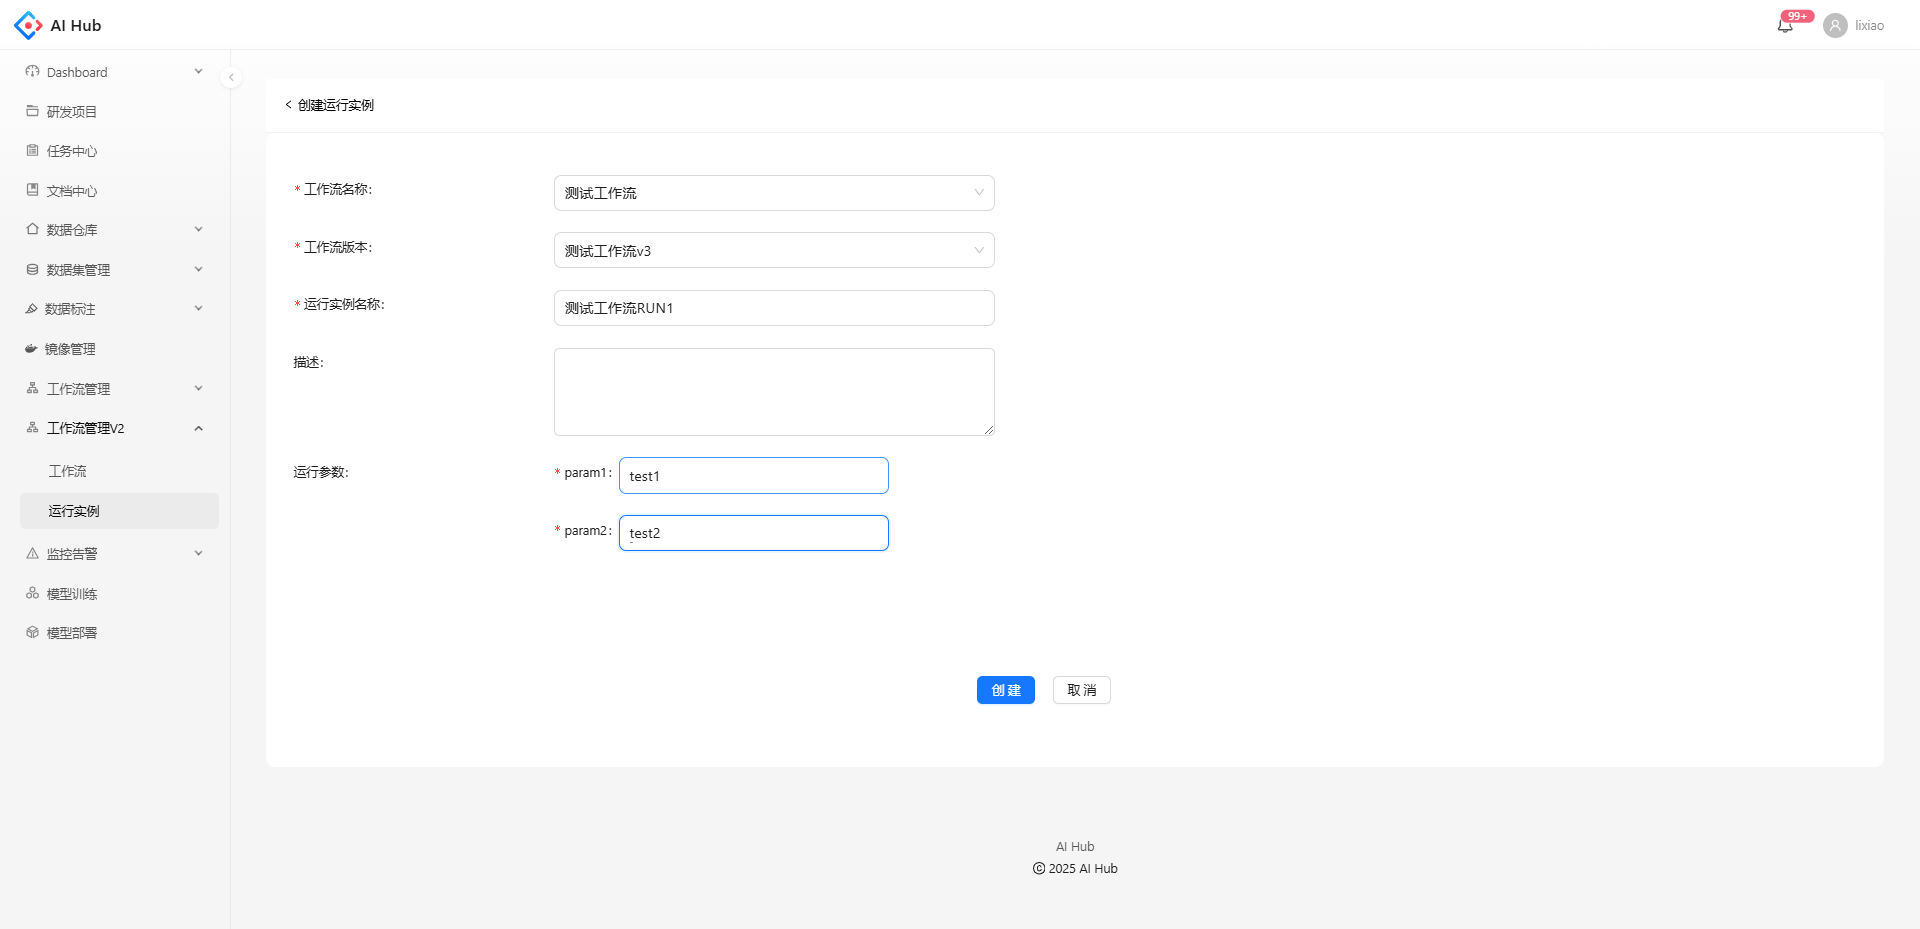 AI Hub
99+
lixiao
Dashboard
研发项目
任务中心
文档中心
数据仓库
数据集管理
数据标注
镜像管理
工作流管理
工作流管理V2
工作流
运行实例
监控告警
模型训练
模型部署
< 创建运行实例
* 工作流名称:
测试工作流
* 工作流版本:
测试工作流v3
* 运行实例名称:
测试工作流RUN1
描述:
运行参数:
* param1:
test1
* param2:
test2
创建
取消
AI Hub
© 2025 AI Hub